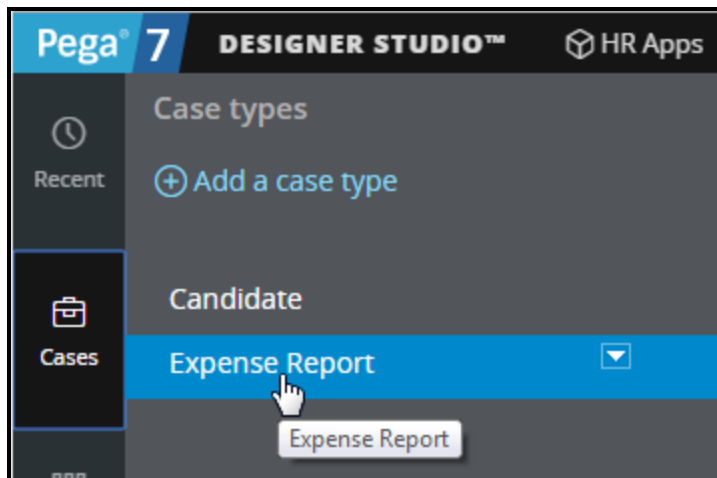 Pega® 7 DESIGNER STUDIO™ HR Apps
Case types
Recent
Add a case type
Candidate
Cases
Expense Report
Expense Report